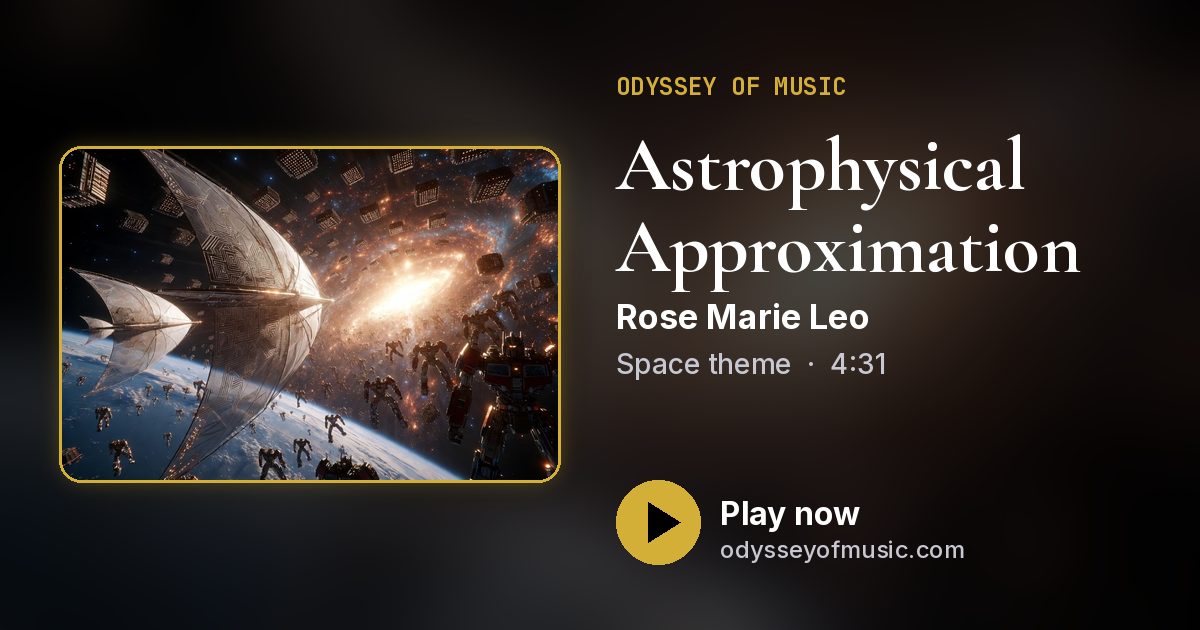 ODYSSEY OF MUSIC
Astrophysical
Approximation
Rose Marie Leo
Space theme · 4:31
Play now
odysseyofmusic.com